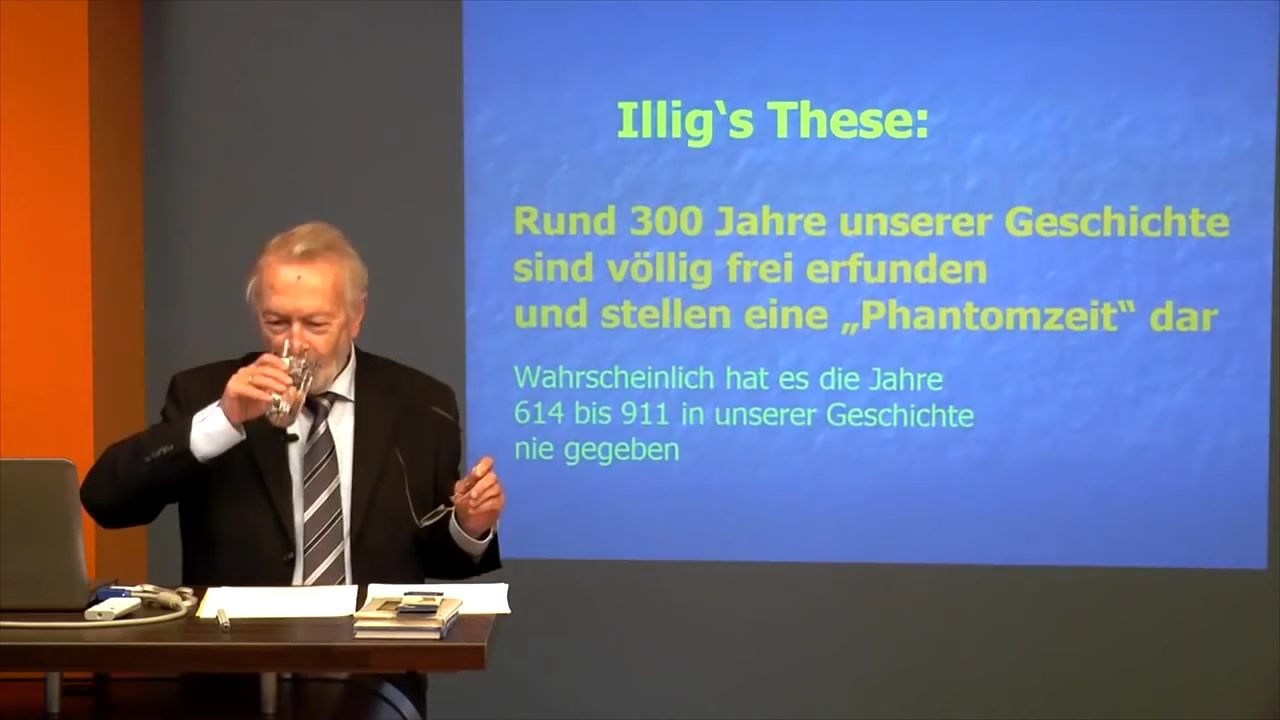 Illig‘s These:
Rund 300 Jahre unserer Geschichte
sind völlig frei erfunden
und stellen eine „Phantomzeit“ dar
Wahrscheinlich hat es die Jahre
614 bis 911 in unserer Geschichte
nie gegeben